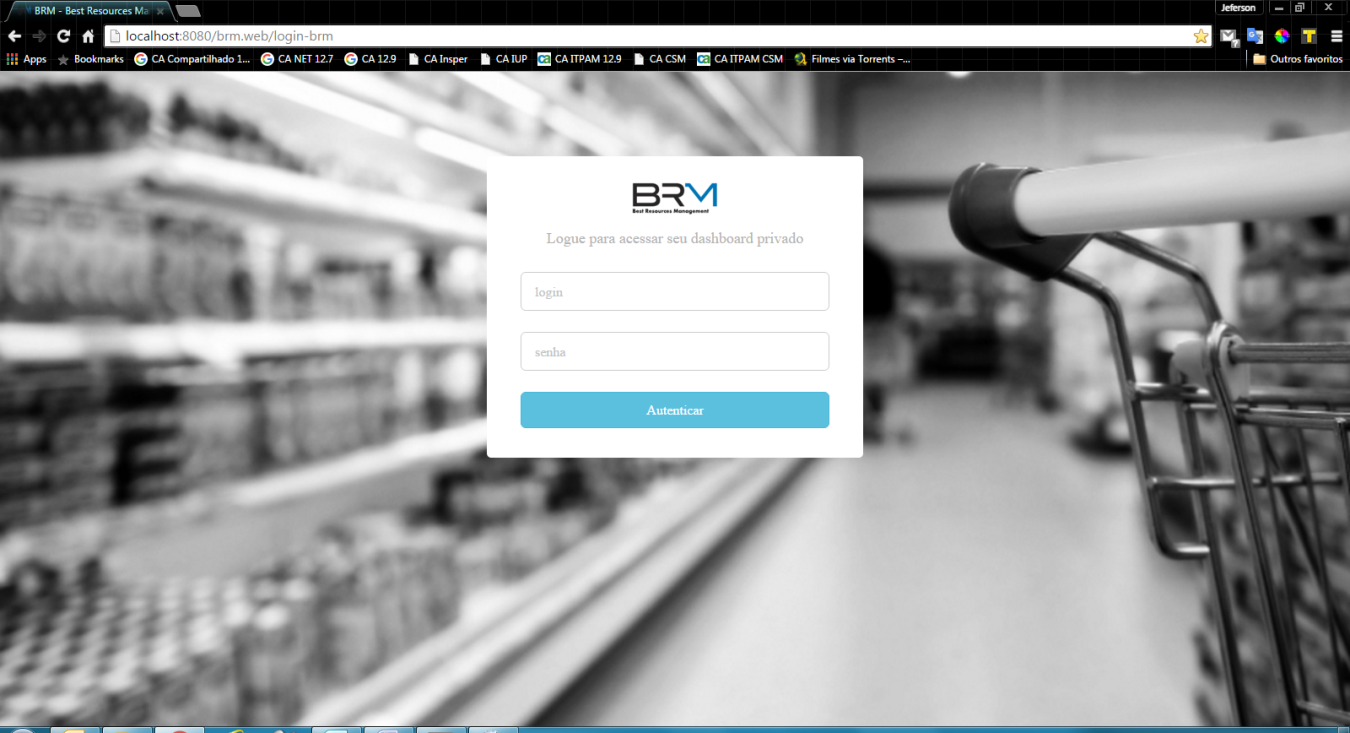 BRM - Best Resources Ma
Jeferson
localhost:8080/brm.web/login-brm
Apps Bookmarks CA Compartilhado 1... CA NET 12.7 CA 12.9 CA Insper CA IUP CA ITPAM 12.9 CA CSM CA ITPAM CSM Filmes via Torrents –... Outros favoritos
BRM
Best Resources Management
Logue para acessar seu dashboard privado
login
senha
Autenticar